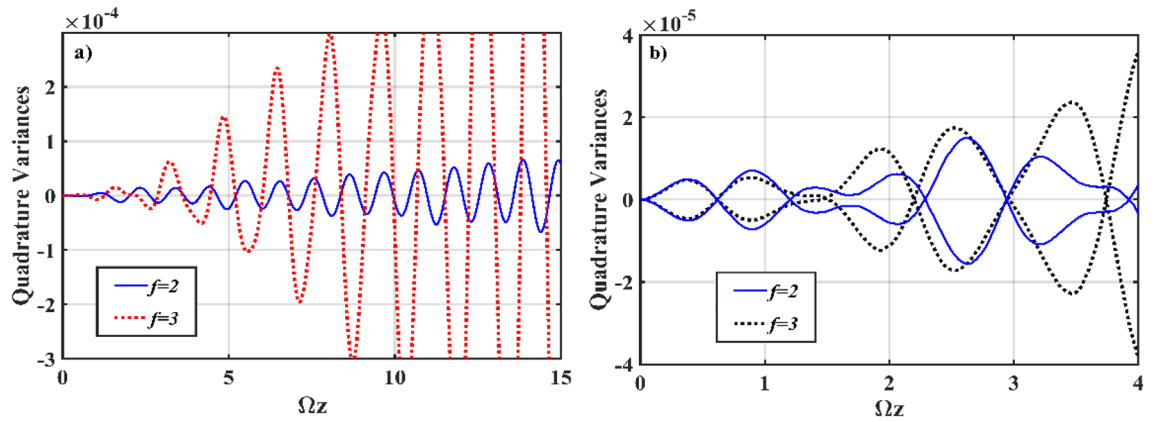 ×10⁻⁴
a)
Quadrature Variances
2
1
0
-1
-2
-3
f=2
f=3
0 5 10 15
Ωz
×10⁻⁵
b)
Quadrature Variances
4
2
0
-2
-4
f=2
f=3
0 1 2 3 4
Ωz